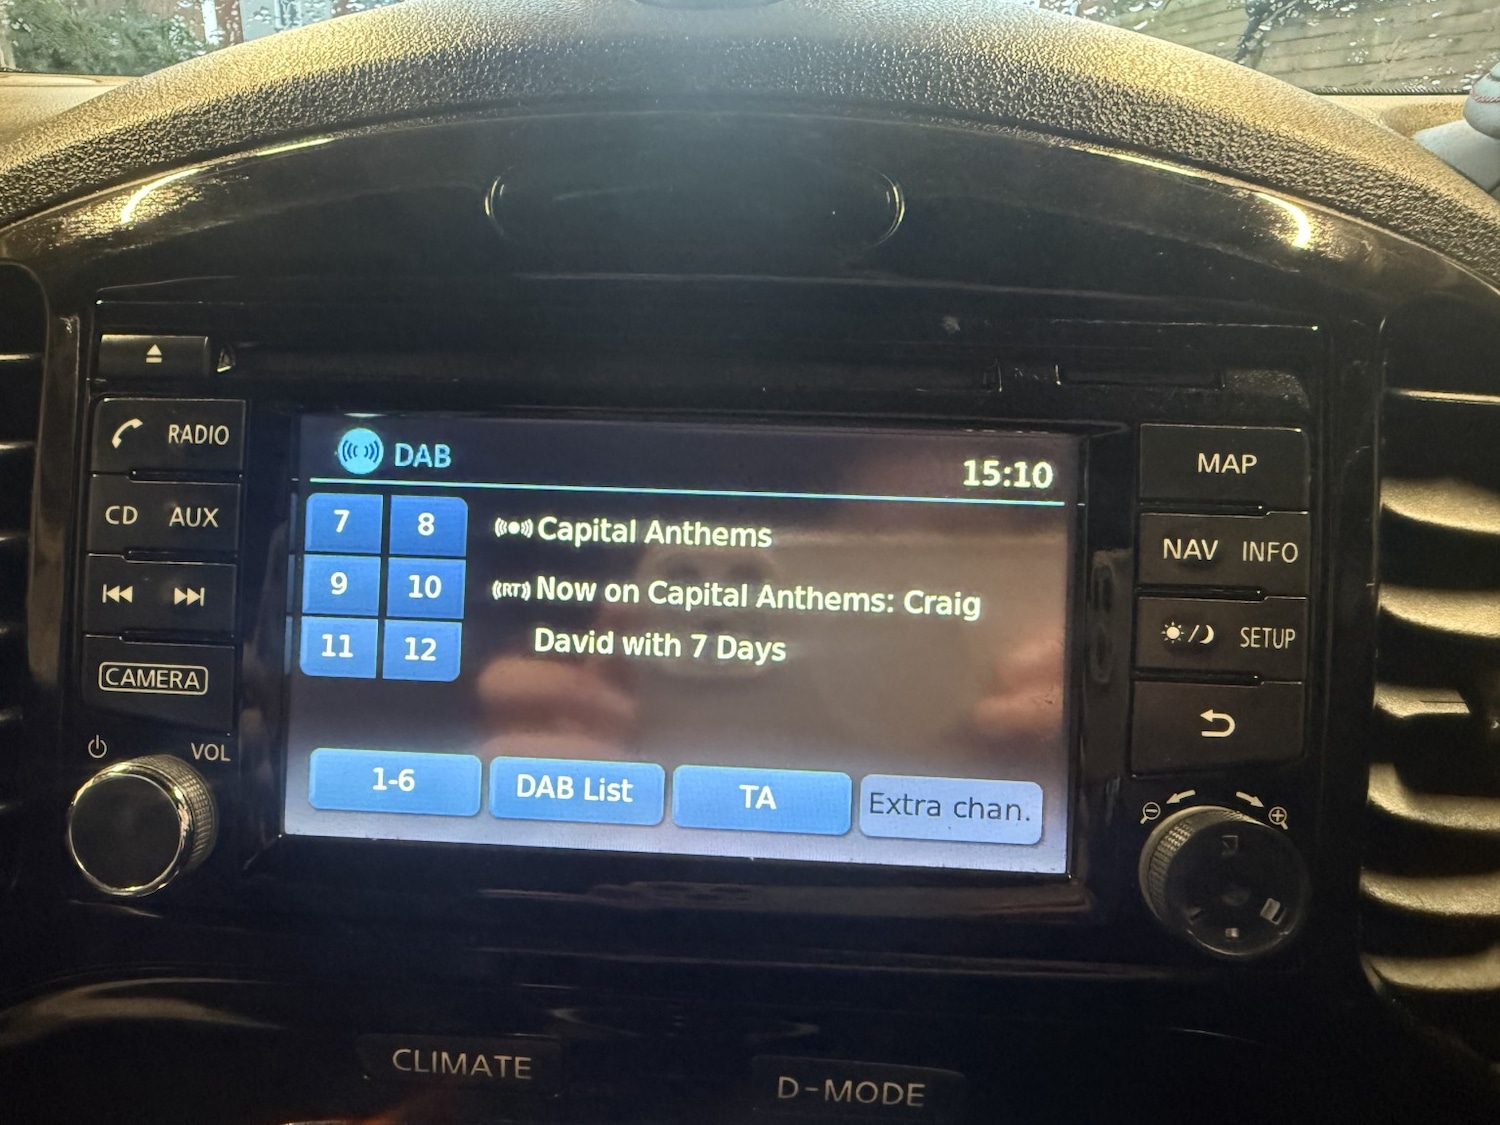 RADIO
CD AUX
CAMERA
VOL
DAB
15:10
7 8
9 10
11 12
Capital Anthems
RT Now on Capital Anthems: Craig
David with 7 Days
1-6 DAB List TA Extra chan.
MAP
NAV INFO
SETUP
CLIMATE
D-MODE